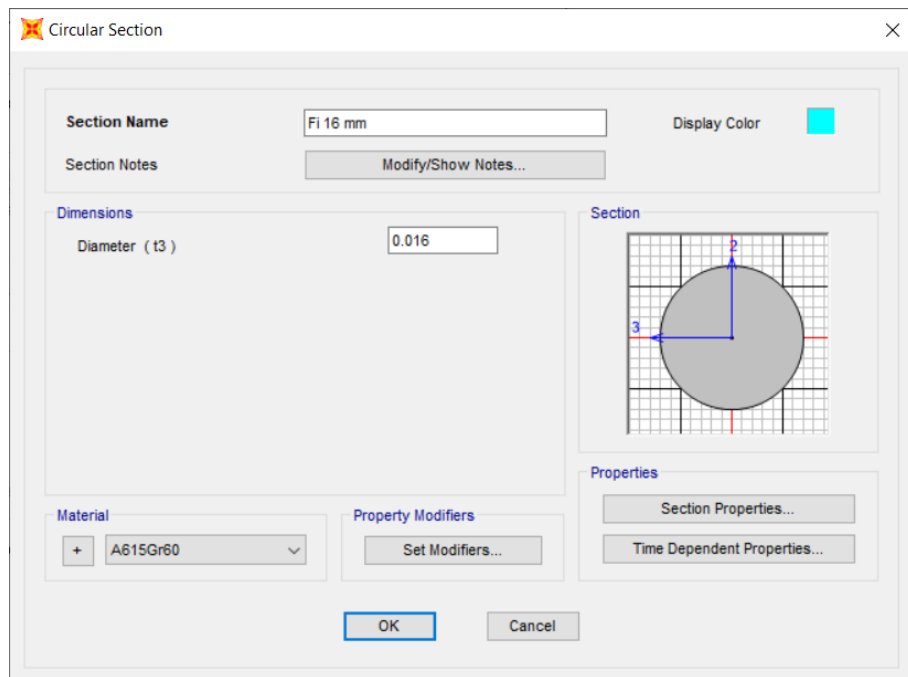 Circular Section
Section Name
Fi 16 mm
Display Color
Section Notes
Modify/Show Notes...
Dimensions
Diameter ( t3 )
0.016
Section
2
3
Properties
Section Properties...
Time Dependent Properties...
Material
+
A615Gr60
Property Modifiers
Set Modifiers...
OK
Cancel